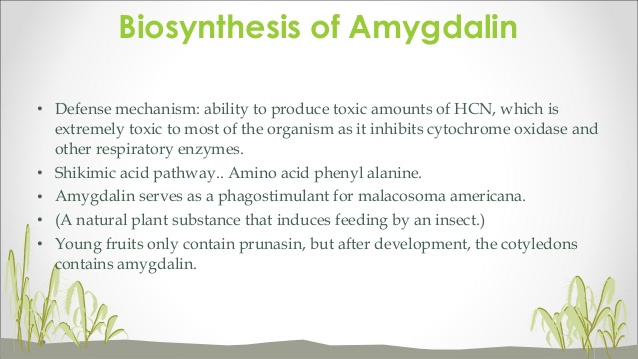 Biosynthesis of Amygdalin
• Defense mechanism: ability to produce toxic amounts of HCN, which is
extremely toxic to most of the organism as it inhibits cytochrome oxidase and
other respiratory enzymes.
• Shikimic acid pathway.. Amino acid phenyl alanine.
• Amygdalin serves as a phagostimulant for malacosoma americana.
• (A natural plant substance that induces feeding by an insect.)
• Young fruits only contain prunasin, but after development, the cotyledons
contains amygdalin.